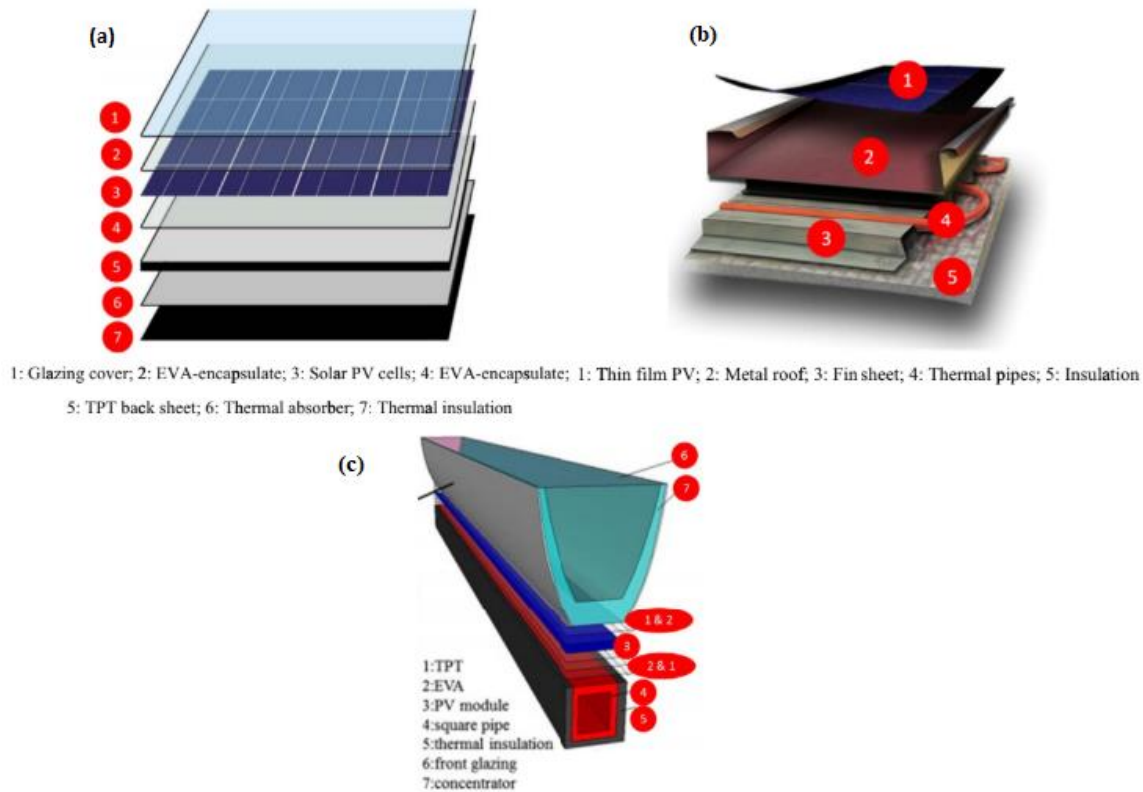 (a)
1
2
3
4
5
6
7
(b)
1
2
3
4
5
1: Glazing cover; 2: EVA-encapsulate; 3: Solar PV cells; 4: EVA-encapsulate;
5: TPT back sheet; 6: Thermal absorber; 7: Thermal insulation
1: Thin film PV; 2: Metal roof; 3: Fin sheet; 4: Thermal pipes; 5: Insulation
(c)
6
7
1 & 2
3
2 & 1
4
5
1:TPT
2:EVA
3:PV module
4:square pipe
5:thermal insulation
6:front glazing
7:concentrator